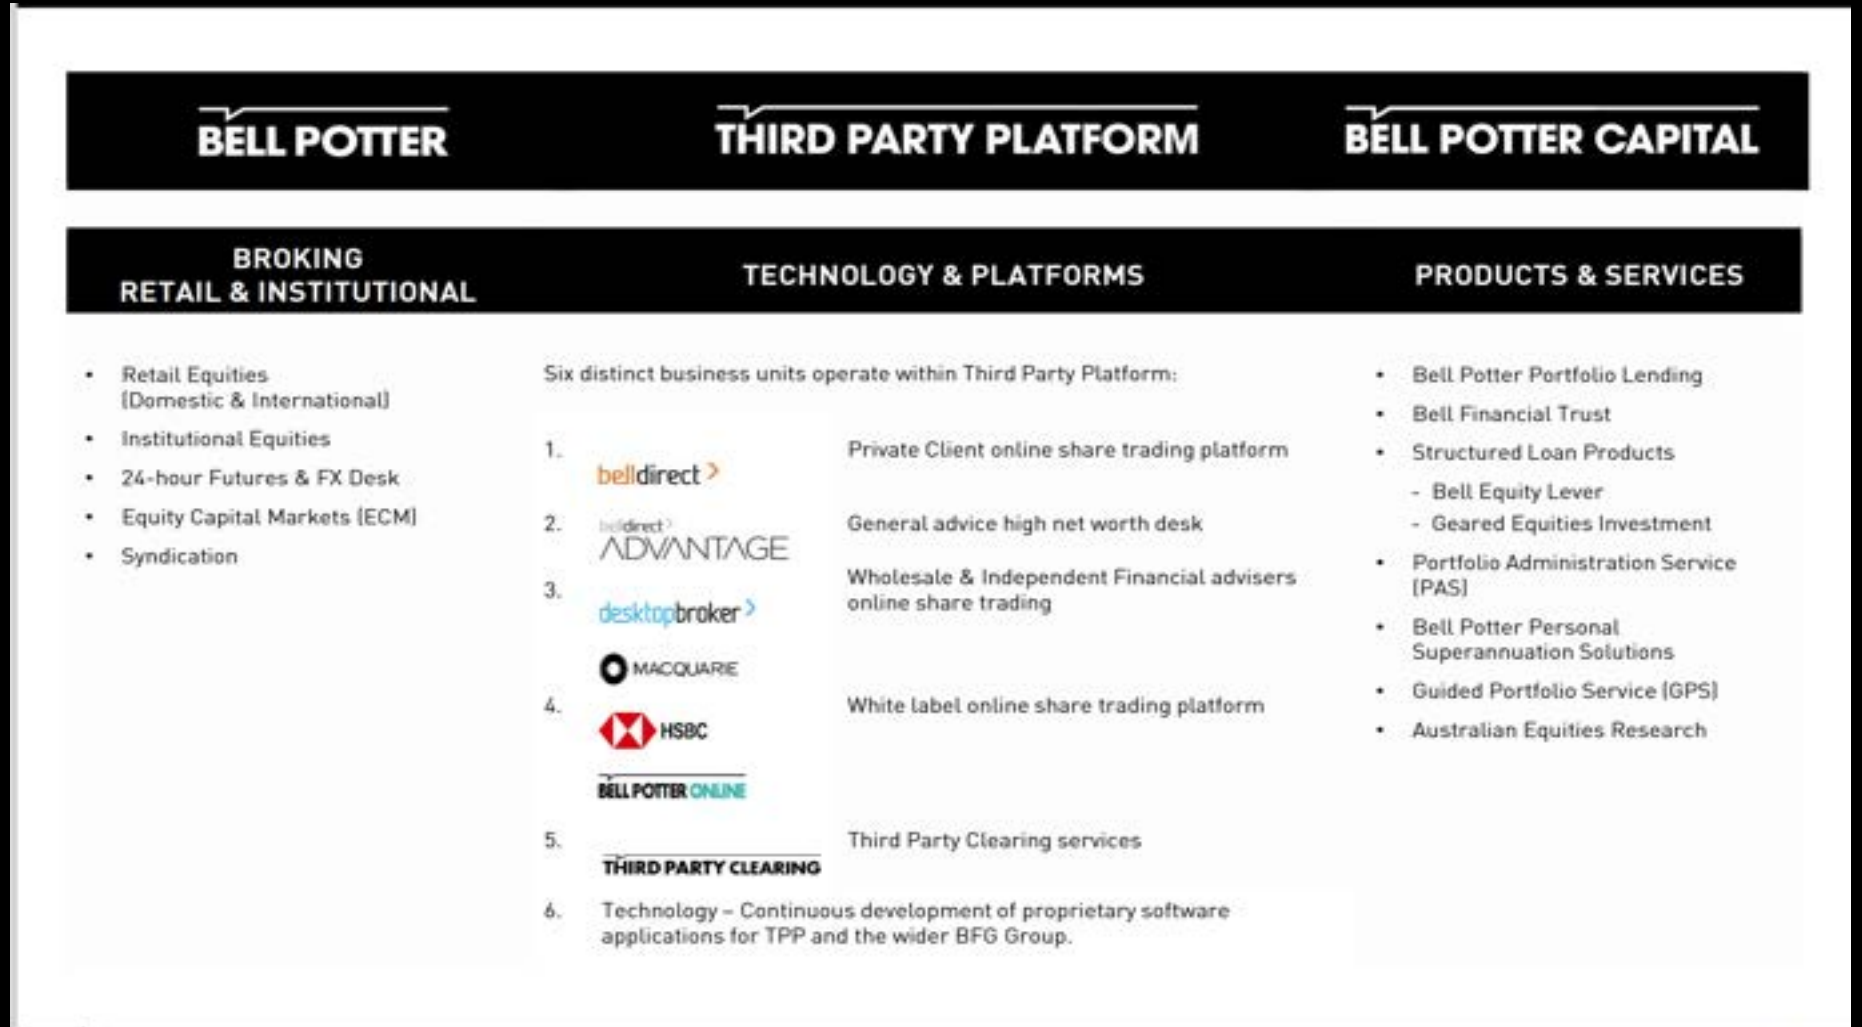 BELL POTTER
THIRD PARTY PLATFORM
BELL POTTER CAPITAL
BROKING
RETAIL & INSTITUTIONAL
TECHNOLOGY & PLATFORMS
PRODUCTS & SERVICES
• Retail Equities
(Domestic & International)
• Institutional Equities
• 24-hour Futures & FX Desk
• Equity Capital Markets (ECM)
• Syndication
Six distinct business units operate within Third Party Platform:
1. belldirect Private Client online share trading platform
2. belldirect
ADVANTAGE General advice high net worth desk
3. desktopbroker Wholesale & Independent Financial advisers
online share trading
MACQUARIE
4. HSBC White label online share trading platform
BELL POTTER ONLINE
5. THIRD PARTY CLEARING Third Party Clearing services
6. Technology – Continuous development of proprietary software
applications for TPP and the wider BFG Group.
• Bell Potter Portfolio Lending
• Bell Financial Trust
• Structured Loan Products
- Bell Equity Lever
- Geared Equities Investment
• Portfolio Administration Service
(PAS)
• Bell Potter Personal
Superannuation Solutions
• Guided Portfolio Service (GPS)
• Australian Equities Research